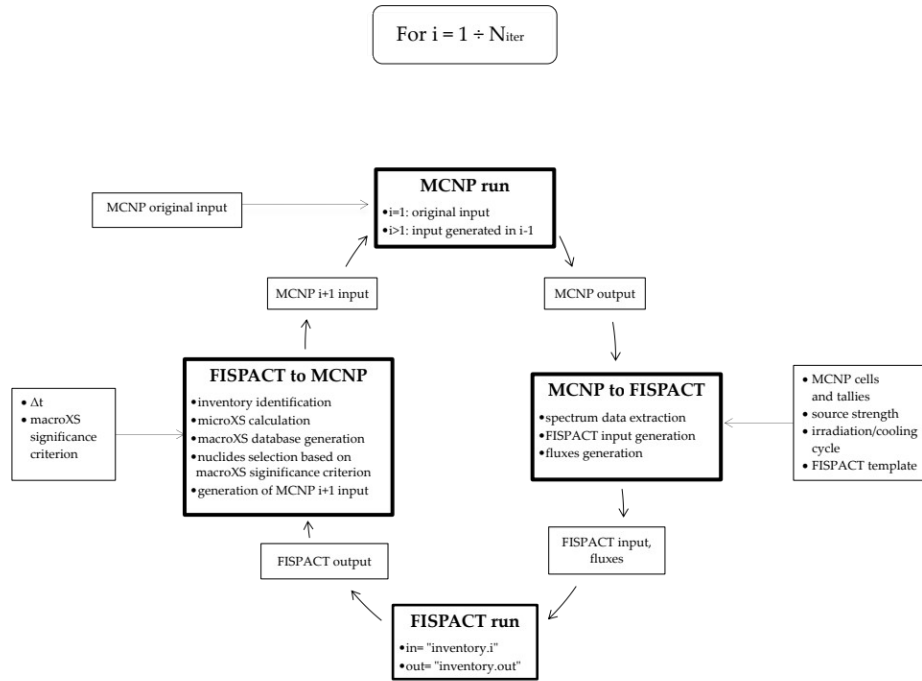 For i = 1 ÷ Niter
MCNP run
•i=1: original input
•i>1: input generated in i-1
MCNP original input
MCNP i+1 input
MCNP output
FISPACT to MCNP
•inventory identification
•microXS calculation
•macroXS database generation
•nuclides selection based on
macroXS siginificance criterion
•generation of MCNP i+1 input
• Δt
• macroXS
significance
criterion
MCNP to FISPACT
•spectrum data extraction
•FISPACT input generation
•fluxes generation
• MCNP cells
and tallies
• source strength
• irradiation/cooling
cycle
• FISPACT template
FISPACT output
FISPACT input,
fluxes
FISPACT run
•in= "inventory.i"
•out= "inventory.out"